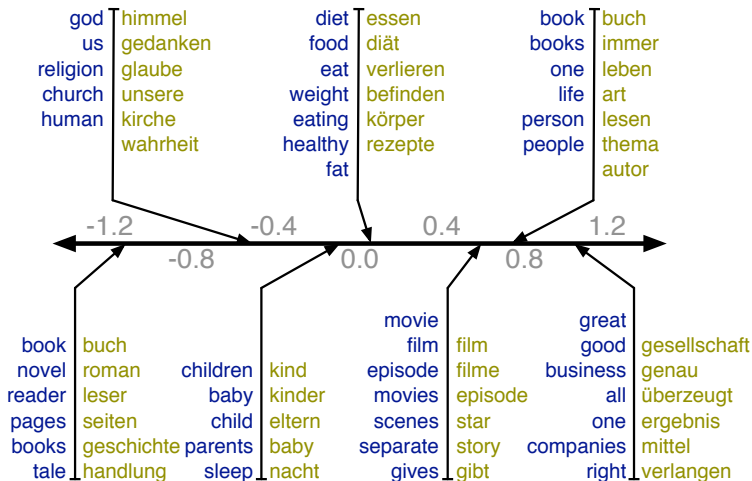 god himmel
us gedanken
religion glaube
church unsere
human kirche
wahrheit
diet essen
food diät
eat verlieren
weight befinden
eating körper
healthy rezepte
fat
book buch
books immer
one leben
life art
person lesen
people thema
autor
-1.2 -0.4 0.4 1.2
-0.8 0.0 0.8
book buch
novel roman
reader leser
pages seiten
books geschichte
tale handlung
children kind
baby kinder
child eltern
parents baby
sleep nacht
movie
film film
episode filme
movies episode
scenes star
separate story
gives gibt
great
good gesellschaft
business genau
all überzeugt
one ergebnis
companies mittel
right verlangen